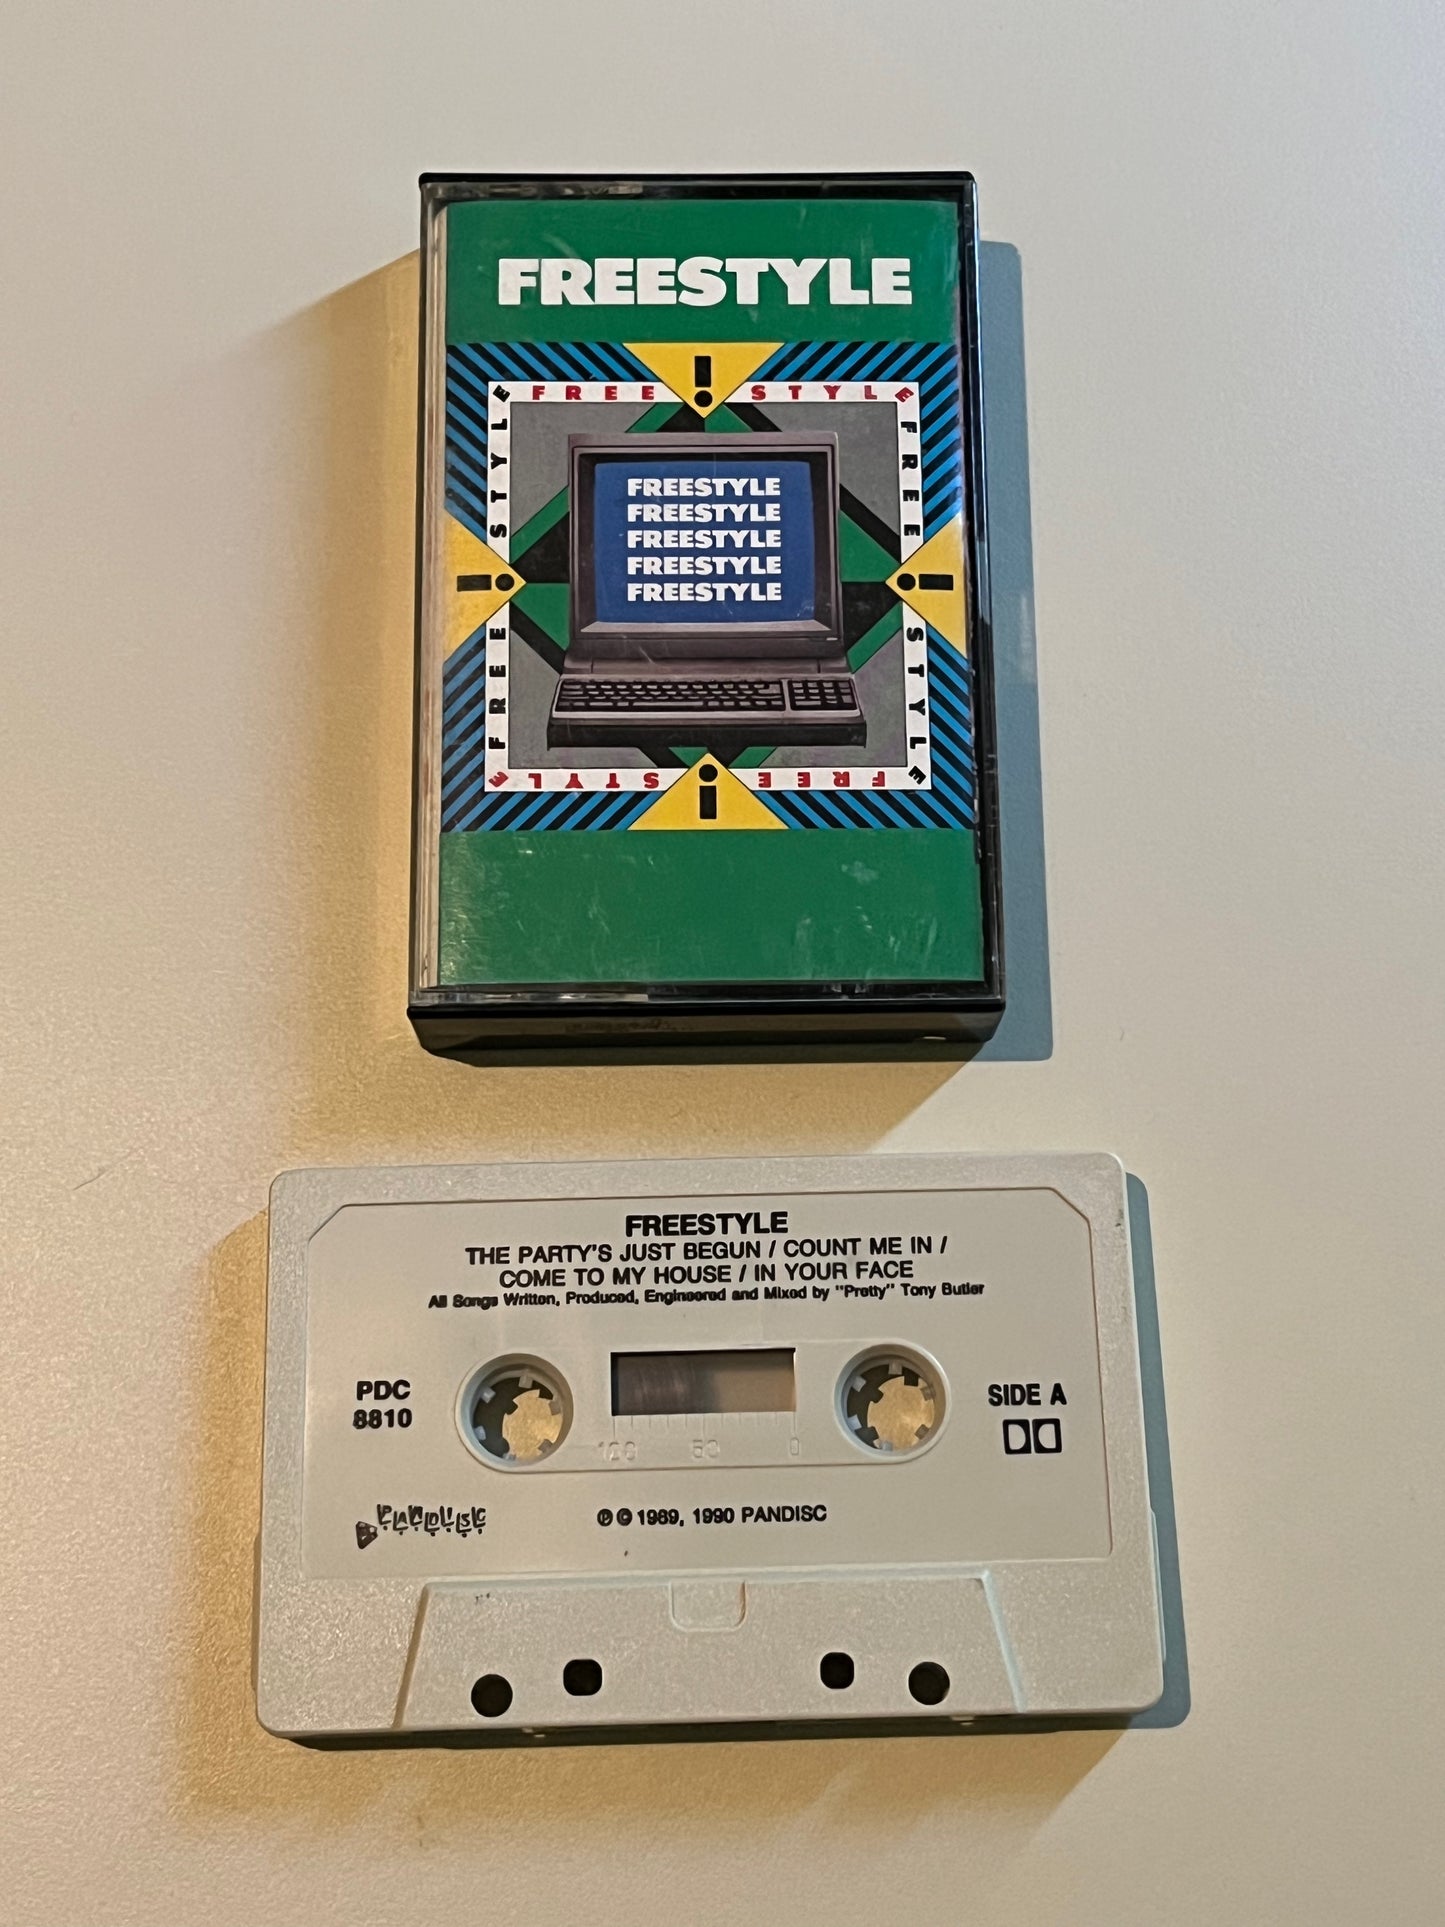 FREESTYLE
!
FREE STYLE
FREE STYLE
FREE STYLE
FREE STYLE
!
!
!
FREESTYLE
FREESTYLE
FREESTYLE
FREESTYLE
FREESTYLE
FREESTYLE
THE PARTY'S JUST BEGUN / COUNT ME IN /
COME TO MY HOUSE / IN YOUR FACE
All Songs Written, Produced, Engineered and Mixed by "Pretty" Tony Butler
PDC
8810
SIDE A
100 50 0
PANDISC
℗ © 1989, 1990 PANDISC